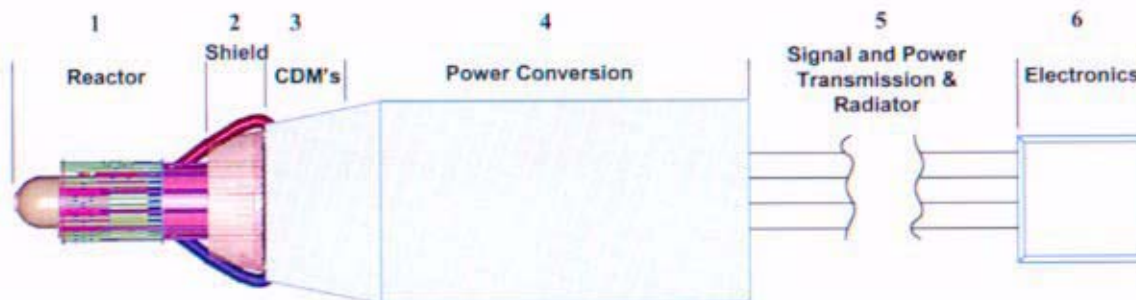 1 2 3 4 5 6
Reactor
Shield
CDM's
Power Conversion
Signal and Power
Transmission &
Radiator
Electronics